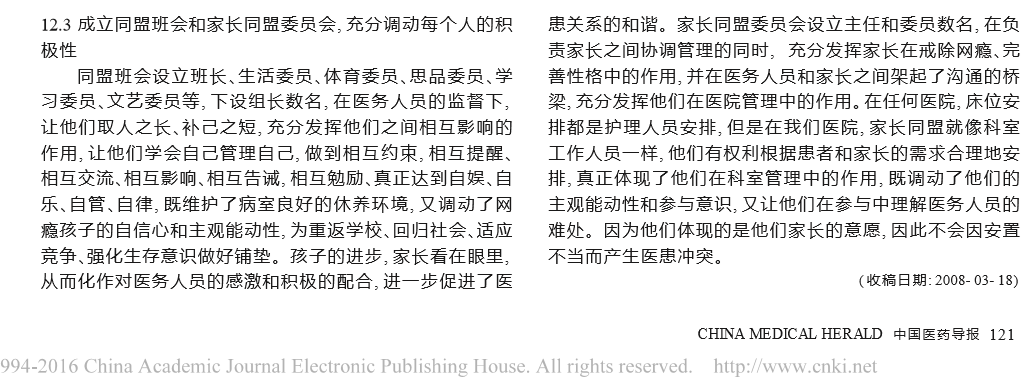 12.3 成立同盟班会和家长同盟委员会, 充分调动每个人的积
极性
同盟班会设立班长、生活委员、体育委员、思品委员、学
习委员、文艺委员等, 下设组长数名, 在医务人员的监督下,
让他们取人之长、补己之短, 充分发挥他们之间相互影响的
作用, 让他们学会自己管理自己, 做到相互约束, 相互提醒、
相互交流、相互影响、相互告诫, 相互勉励、真正达到自娱、自
乐、自管、自律, 既维护了病室良好的休养环境, 又调动了网
瘾孩子的自信心和主观能动性, 为重返学校、回归社会、适应
竞争、强化生存意识做好铺垫。孩子的进步, 家长看在眼里,
从而化作对医务人员的感激和积极的配合, 进一步促进了医
患关系的和谐。家长同盟委员会设立主任和委员数名, 在负
责家长之间协调管理的同时, 充分发挥家长在戒除网瘾、完
善性格中的作用, 并在医务人员和家长之间架起了沟通的桥
梁, 充分发挥他们在医院管理中的作用。在任何医院, 床位安
排都是护理人员安排, 但是在我们医院, 家长同盟就像科室
工作人员一样, 他们有权利根据患者和家长的需求合理地安
排, 真正体现了他们在科室管理中的作用, 既调动了他们的
主观能动性和参与意识, 又让他们在参与中理解医务人员的
难处。因为他们体现的是他们家长的意愿, 因此不会因安置
不当而产生医患冲突。
( 收稿日期: 2008- 03- 18)
CHINA MEDICAL HERALD 中国医药导报 121
994-2016 China Academic Journal Electronic Publishing House. All rights reserved. http://www.cnki.net